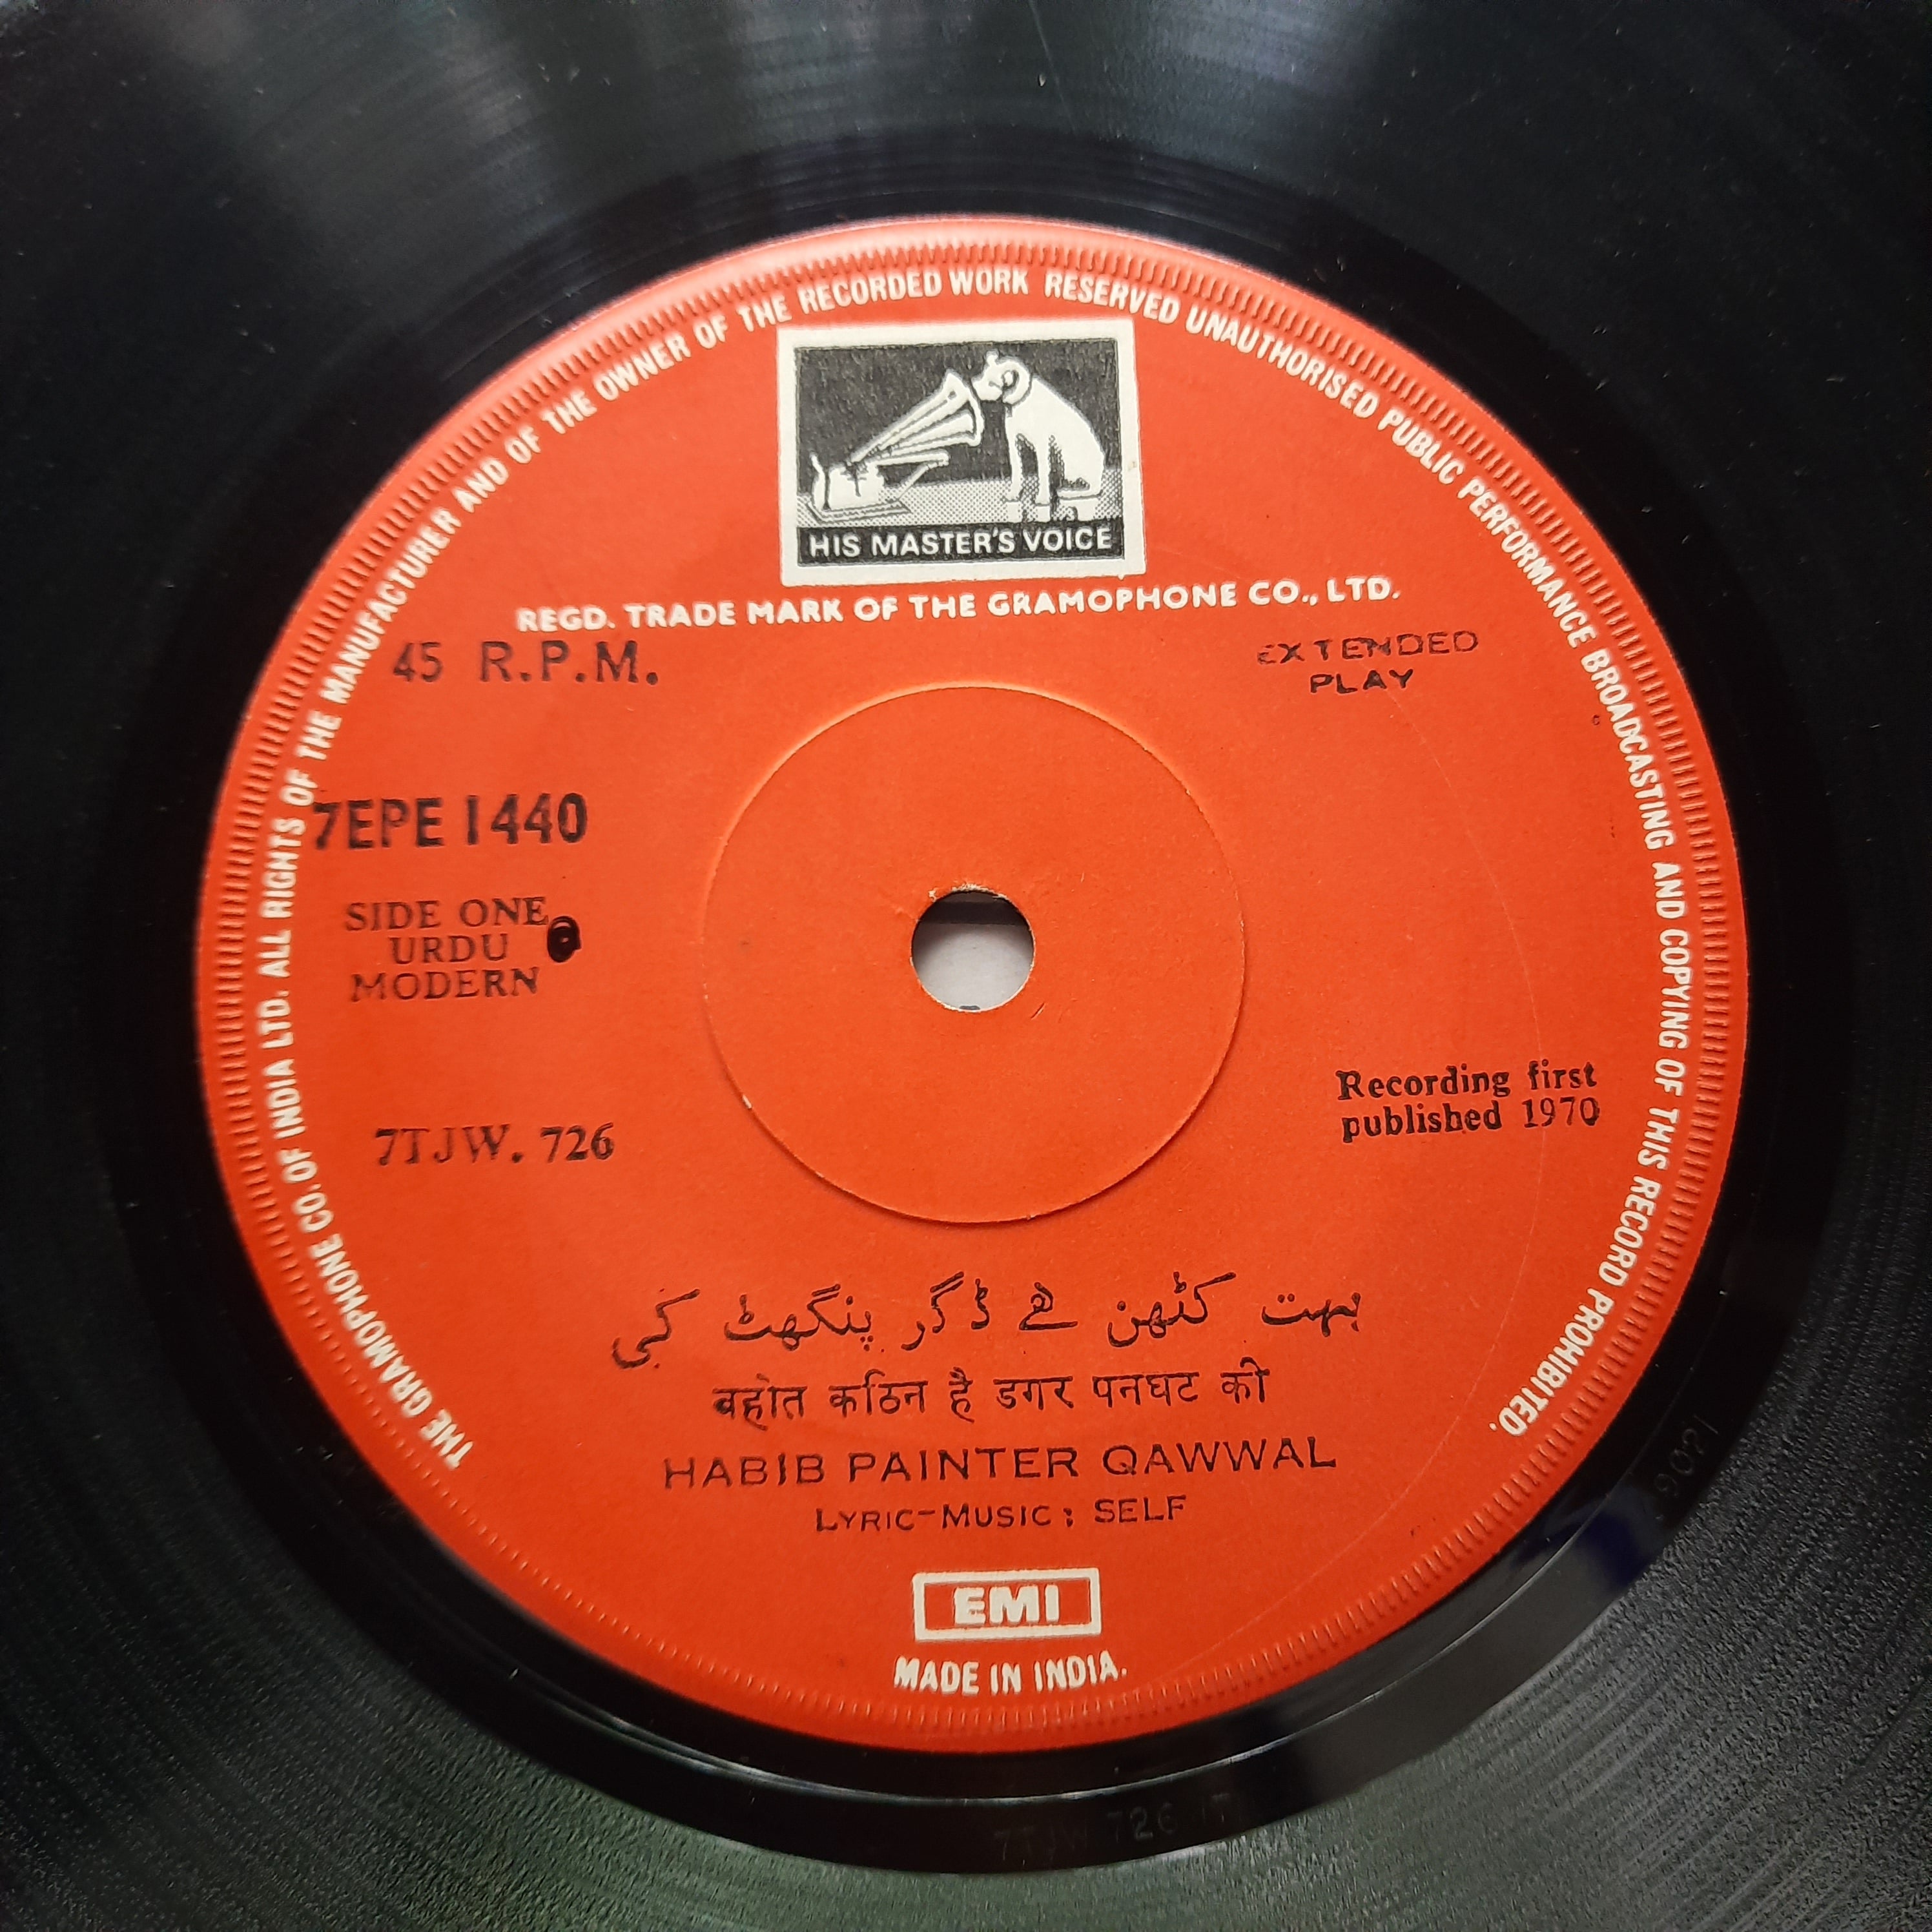 THE GRAMOPHONE CO. OF INDIA LTD. ALL RIGHTS OF THE MANUFACTURER AND OF THE OWNER OF THE RECORDED WORK RESERVED UNAUTHORISED PUBLIC PERFORMANCE BROADCASTING AND COPYING OF THIS RECORD PROHIBITED.
HIS MASTER'S VOICE
REGD. TRADE MARK OF THE GRAMOPHONE CO., LTD.
45 R.P.M.
EXTENDED
PLAY
7EPE 1440
SIDE ONE
URDU
MODERN
Recording first
published 1970
7TJW. 726
بہت کٹھن ہے ڈگر پنگھٹ کی
बहोत कठिन है डगर पनघट की
HABIB PAINTER QAWWAL
LYRIC-MUSIC : SELF
EMI
MADE IN INDIA.
7TJW 726